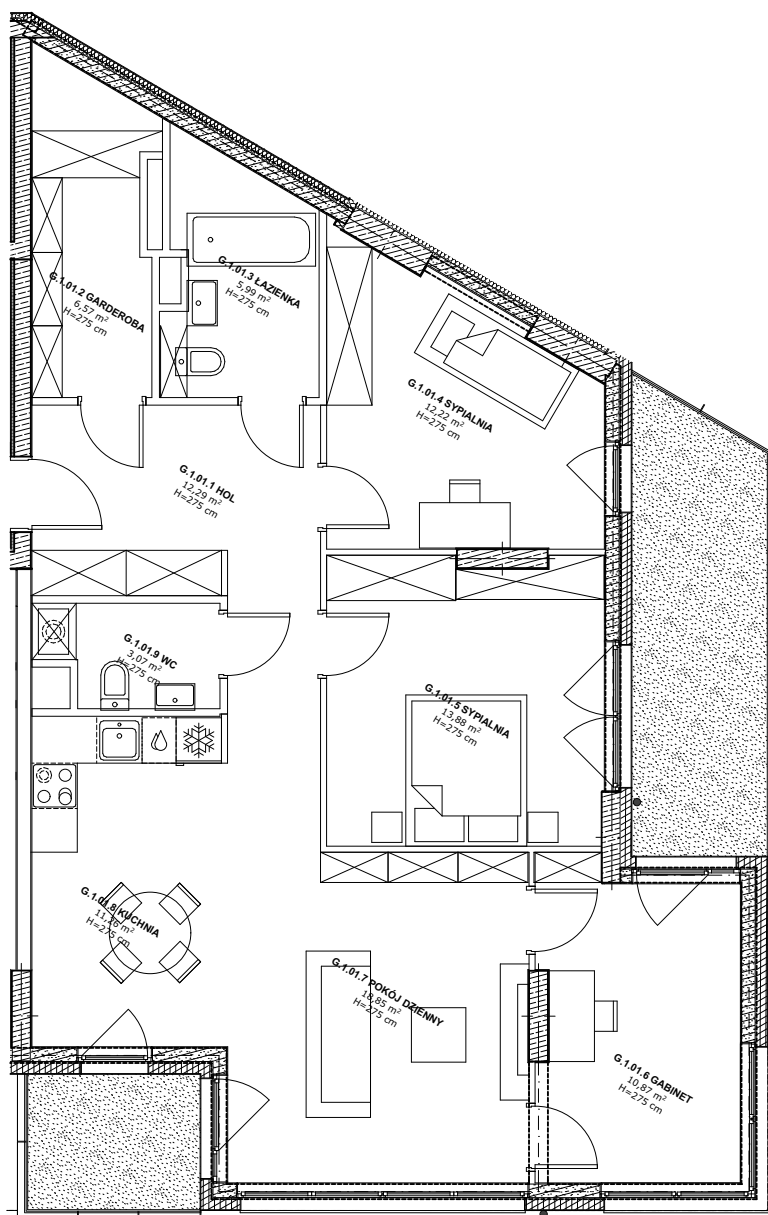 G.1.01.3 ŁAZIENKA
5,99 m²
H=275 cm
G.1.01.2 GARDEROBA
6,57 m²
H=275 cm
G.1.01.4 SYPIALNIA
12,22 m²
H=275 cm
G.1.01.1 HOL
12,29 m²
H=275 cm
G.1.01.9 WC
3,07 m²
H=275 cm
G.1.01.5 SYPIALNIA
13,88 m²
H=275 cm
G.1.01.8 KUCHNIA
11,26 m²
H=275 cm
G.1.01.7 POKÓJ DZIENNY
18,85 m²
H=275 cm
G.1.01.6 GABINET
10,87 m²
H=275 cm